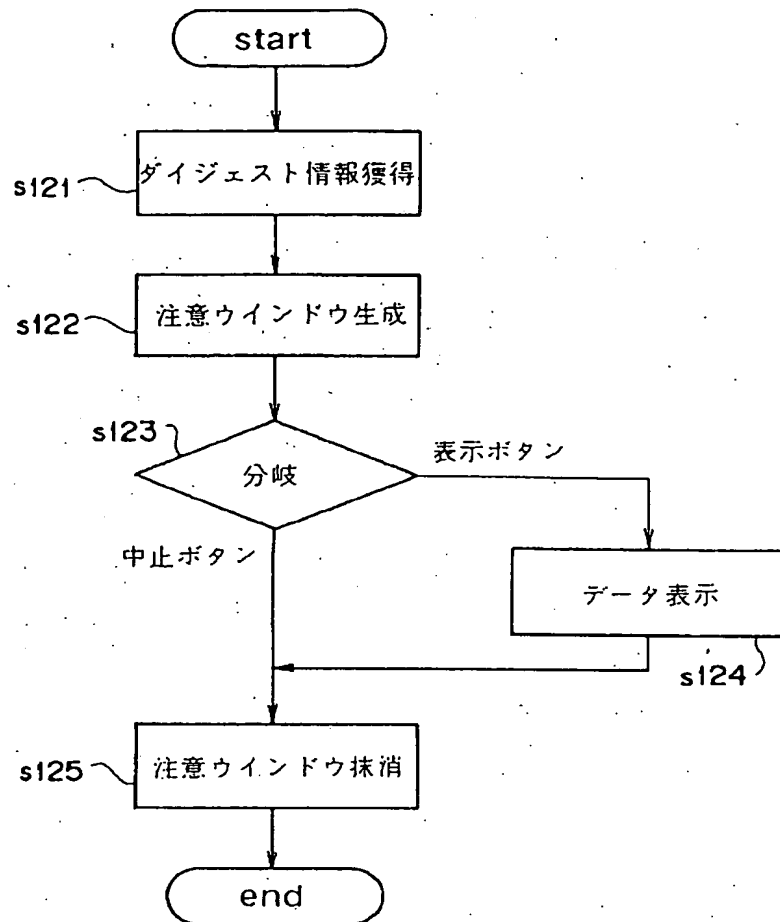 start
s121
ダイジェスト情報獲得
s122
注意ウインドウ生成
s123
分岐
表示ボタン
中止ボタン
データ表示
s124
s125
注意ウインドウ抹消
end